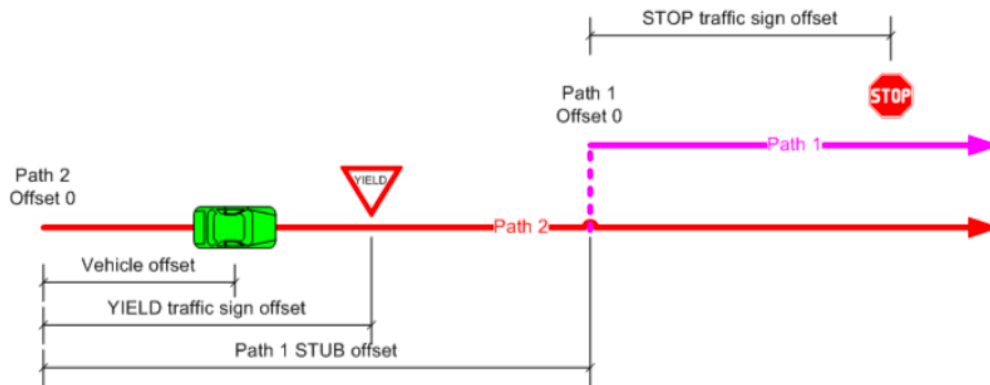 STOP traffic sign offset
STOP
Path 1
Offset 0
Path 1
Path 2
Offset 0
YIELD
Path 2
Vehicle offset
YIELD traffic sign offset
Path 1 STUB offset